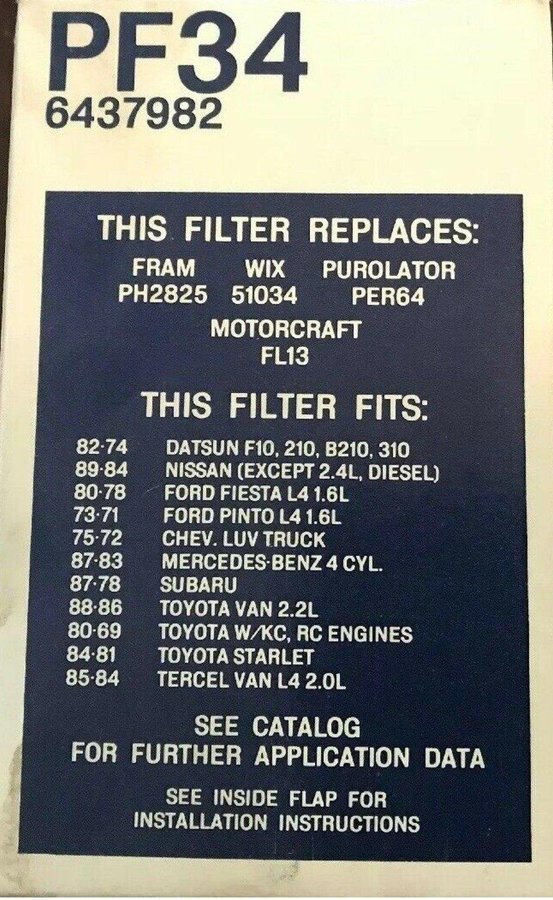 PF34
6437982
THIS FILTER REPLACES:
FRAM WIX PUROLATOR
PH2825 51034 PER64
MOTORCRAFT
FL13
THIS FILTER FITS:
82-74 DATSUN F10, 210, B210, 310
89-84 NISSAN (EXCEPT 2.4L, DIESEL)
80-78 FORD FIESTA L4 1.6L
73-71 FORD PINTO L4 1.6L
75-72 CHEV. LUV TRUCK
87-83 MERCEDES-BENZ 4 CYL.
87-78 SUBARU
88-86 TOYOTA VAN 2.2L
80-69 TOYOTA W/KC, RC ENGINES
84-81 TOYOTA STARLET
85-84 TERCEL VAN L4 2.0L
SEE CATALOG
FOR FURTHER APPLICATION DATA
SEE INSIDE FLAP FOR
INSTALLATION INSTRUCTIONS